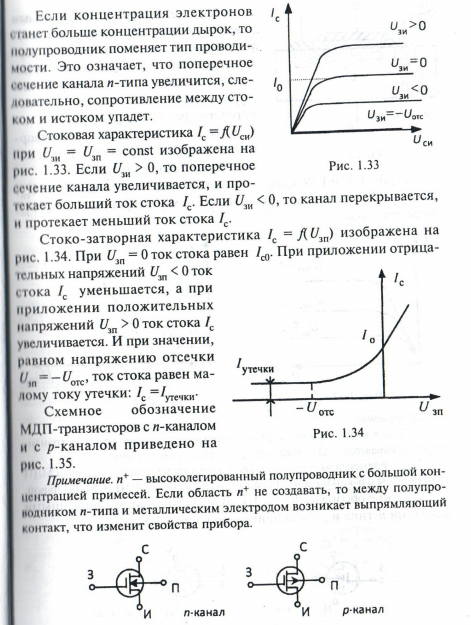 Если концентрация электронов
станет больше концентрации дырок, то
полупроводник поменяет тип проводи-
мости. Это означает, что поперечное
сечение канала n-типа увеличится, сле-
довательно, сопротивление между сто-
ком и истоком упадет.
Стоковая характеристика Iс = f(Uси)
при Uзи = Uзп = const изображена на
рис. 1.33. Если Uзи > 0, то поперечное
сечение канала увеличивается, и про-
текает больший ток стока Iс. Если Uзи < 0, то канал перекрывается,
и протекает меньший ток стока Iс.
Iс
Uзи>0
Uзи=0
I0
Uзи<0
Uзи=−Uотс
Uси
Рис. 1.33
Стоко-затворная характеристика Iс = f(Uзп) изображена на
рис. 1.34. При Uзп = 0 ток стока равен Iс0. При приложении отрица-
тельных напряжений Uзп < 0 ток
стока Iс уменьшается, а при
приложении положительных
напряжений Uзп > 0 ток стока Iс
увеличивается. И при значении,
равном напряжению отсечки
Uзп = −Uотс, ток стока равен ма-
лому току утечки: Iс = Iутечки.
Схемное обозначение
МДП-транзисторов с n-каналом
и с p-каналом приведено на
рис. 1.35.
Iс
Iо
Iутечки
−Uотс
Uзп
Рис. 1.34
Примечание. n+ — высоколегированный полупроводник с большой кон-
центрацией примесей. Если область n+ не создавать, то между полупро-
водником n-типа и металлическим электродом возникает выпрямляющий
контакт, что изменит свойства прибора.
С
З
П
И
n-канал
С
З
П
И
p-канал